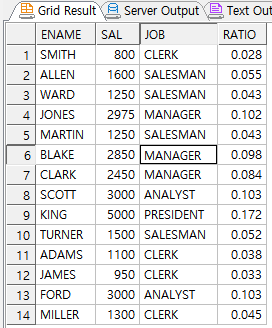 Grid Result Server Output Text Out
ENAME SAL JOB RATIO
1 SMITH 800 CLERK 0.028
2 ALLEN 1600 SALESMAN 0.055
3 WARD 1250 SALESMAN 0.043
4 JONES 2975 MANAGER 0.102
5 MARTIN 1250 SALESMAN 0.043
6 BLAKE 2850 MANAGER 0.098
7 CLARK 2450 MANAGER 0.084
8 SCOTT 3000 ANALYST 0.103
9 KING 5000 PRESIDENT 0.172
10 TURNER 1500 SALESMAN 0.052
11 ADAMS 1100 CLERK 0.038
12 JAMES 950 CLERK 0.033
13 FORD 3000 ANALYST 0.103
14 MILLER 1300 CLERK 0.045